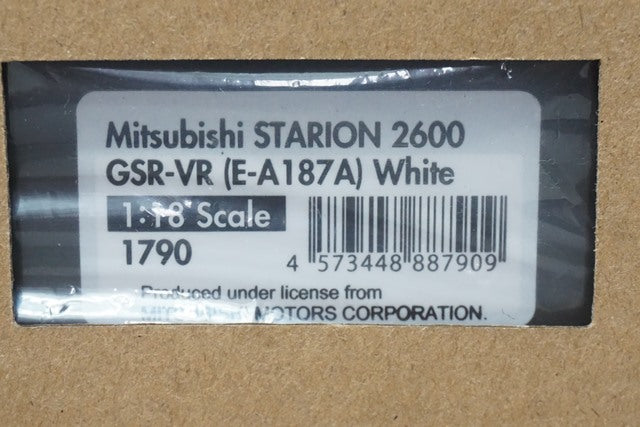 Mitsubishi STARION 2600
GSR-VR (E-A187A) White
1:18 Scale
1790
4 573448 887909
Produced under license from
MITSUBISHI MOTORS CORPORATION.